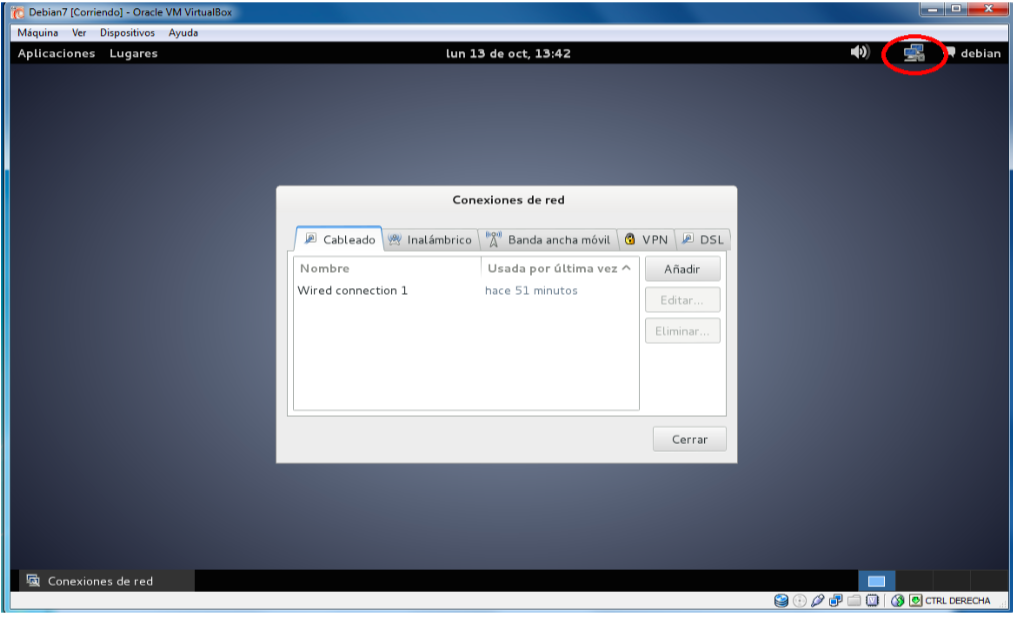 Debian7 [Corriendo] - Oracle VM VirtualBox
Máquina Ver Dispositivos Ayuda
Aplicaciones Lugares lun 13 de oct, 13:42 debian
Conexiones de red
Cableado Inalámbrico Banda ancha móvil VPN DSL
Nombre Usada por última vez Añadir
Wired connection 1 hace 51 minutos
Editar...
Eliminar...
Cerrar
Conexiones de red
CTRL DERECHA